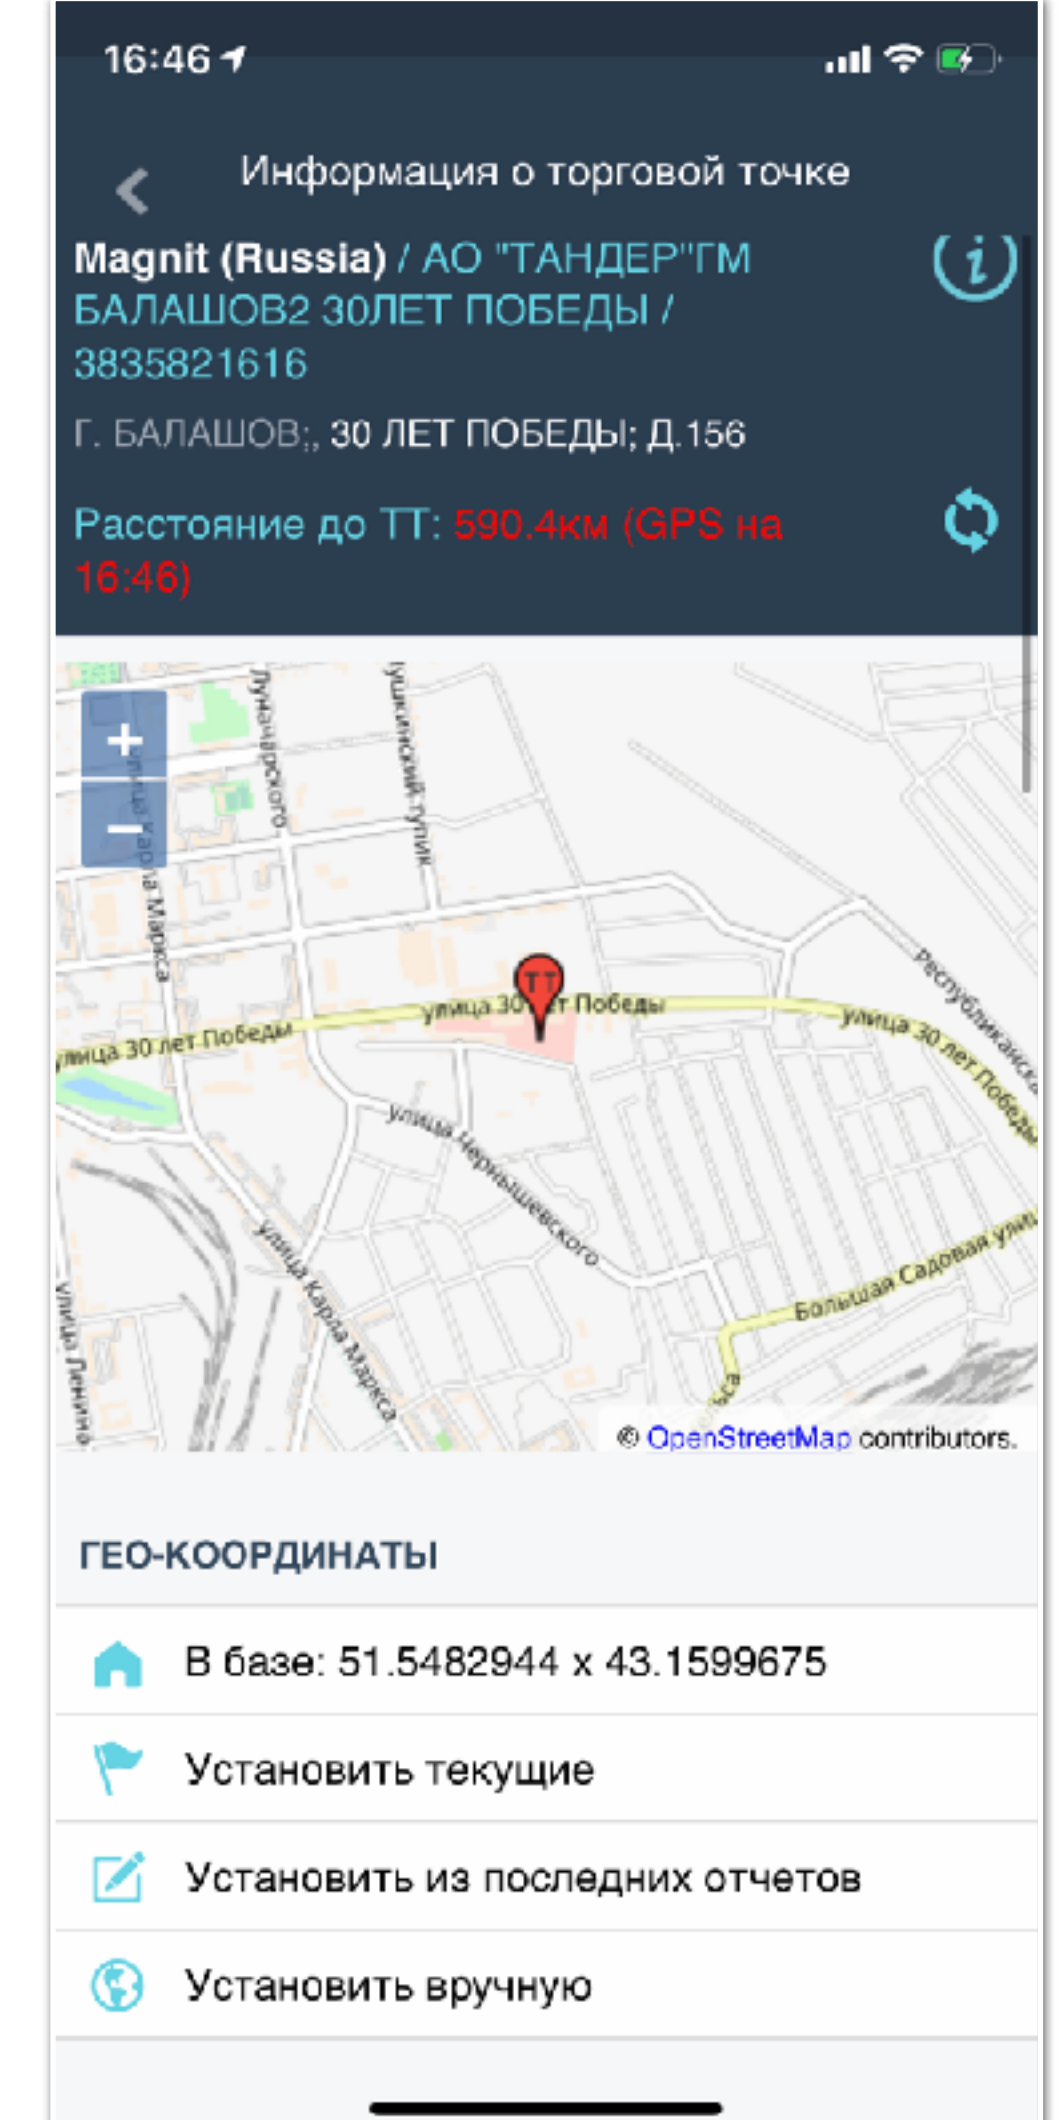 16:46
Информация о торговой точке
Magnit (Russia) / АО "ТАНДЕР"ГМ
БАЛАШОВ2 30ЛЕТ ПОБЕДЫ /
3835821616
Г. БАЛАШОВ;, 30 ЛЕТ ПОБЕДЫ; Д.156
Расстояние до ТТ: 590.4км (GPS на
16:46)
+
−
Луначарского
тупик
улица Карла Маркса
ТТ
улица 30 лет Победы
улица 30 лет Победы
улица 30 лет Победы
улица Чернышевского
улица Карла Маркса
Большая Садовая
улица Ленина
© OpenStreetMap contributors.
ГЕО-КООРДИНАТЫ
В базе: 51.5482944 x 43.1599675
Установить текущие
Установить из последних отчетов
Установить вручную